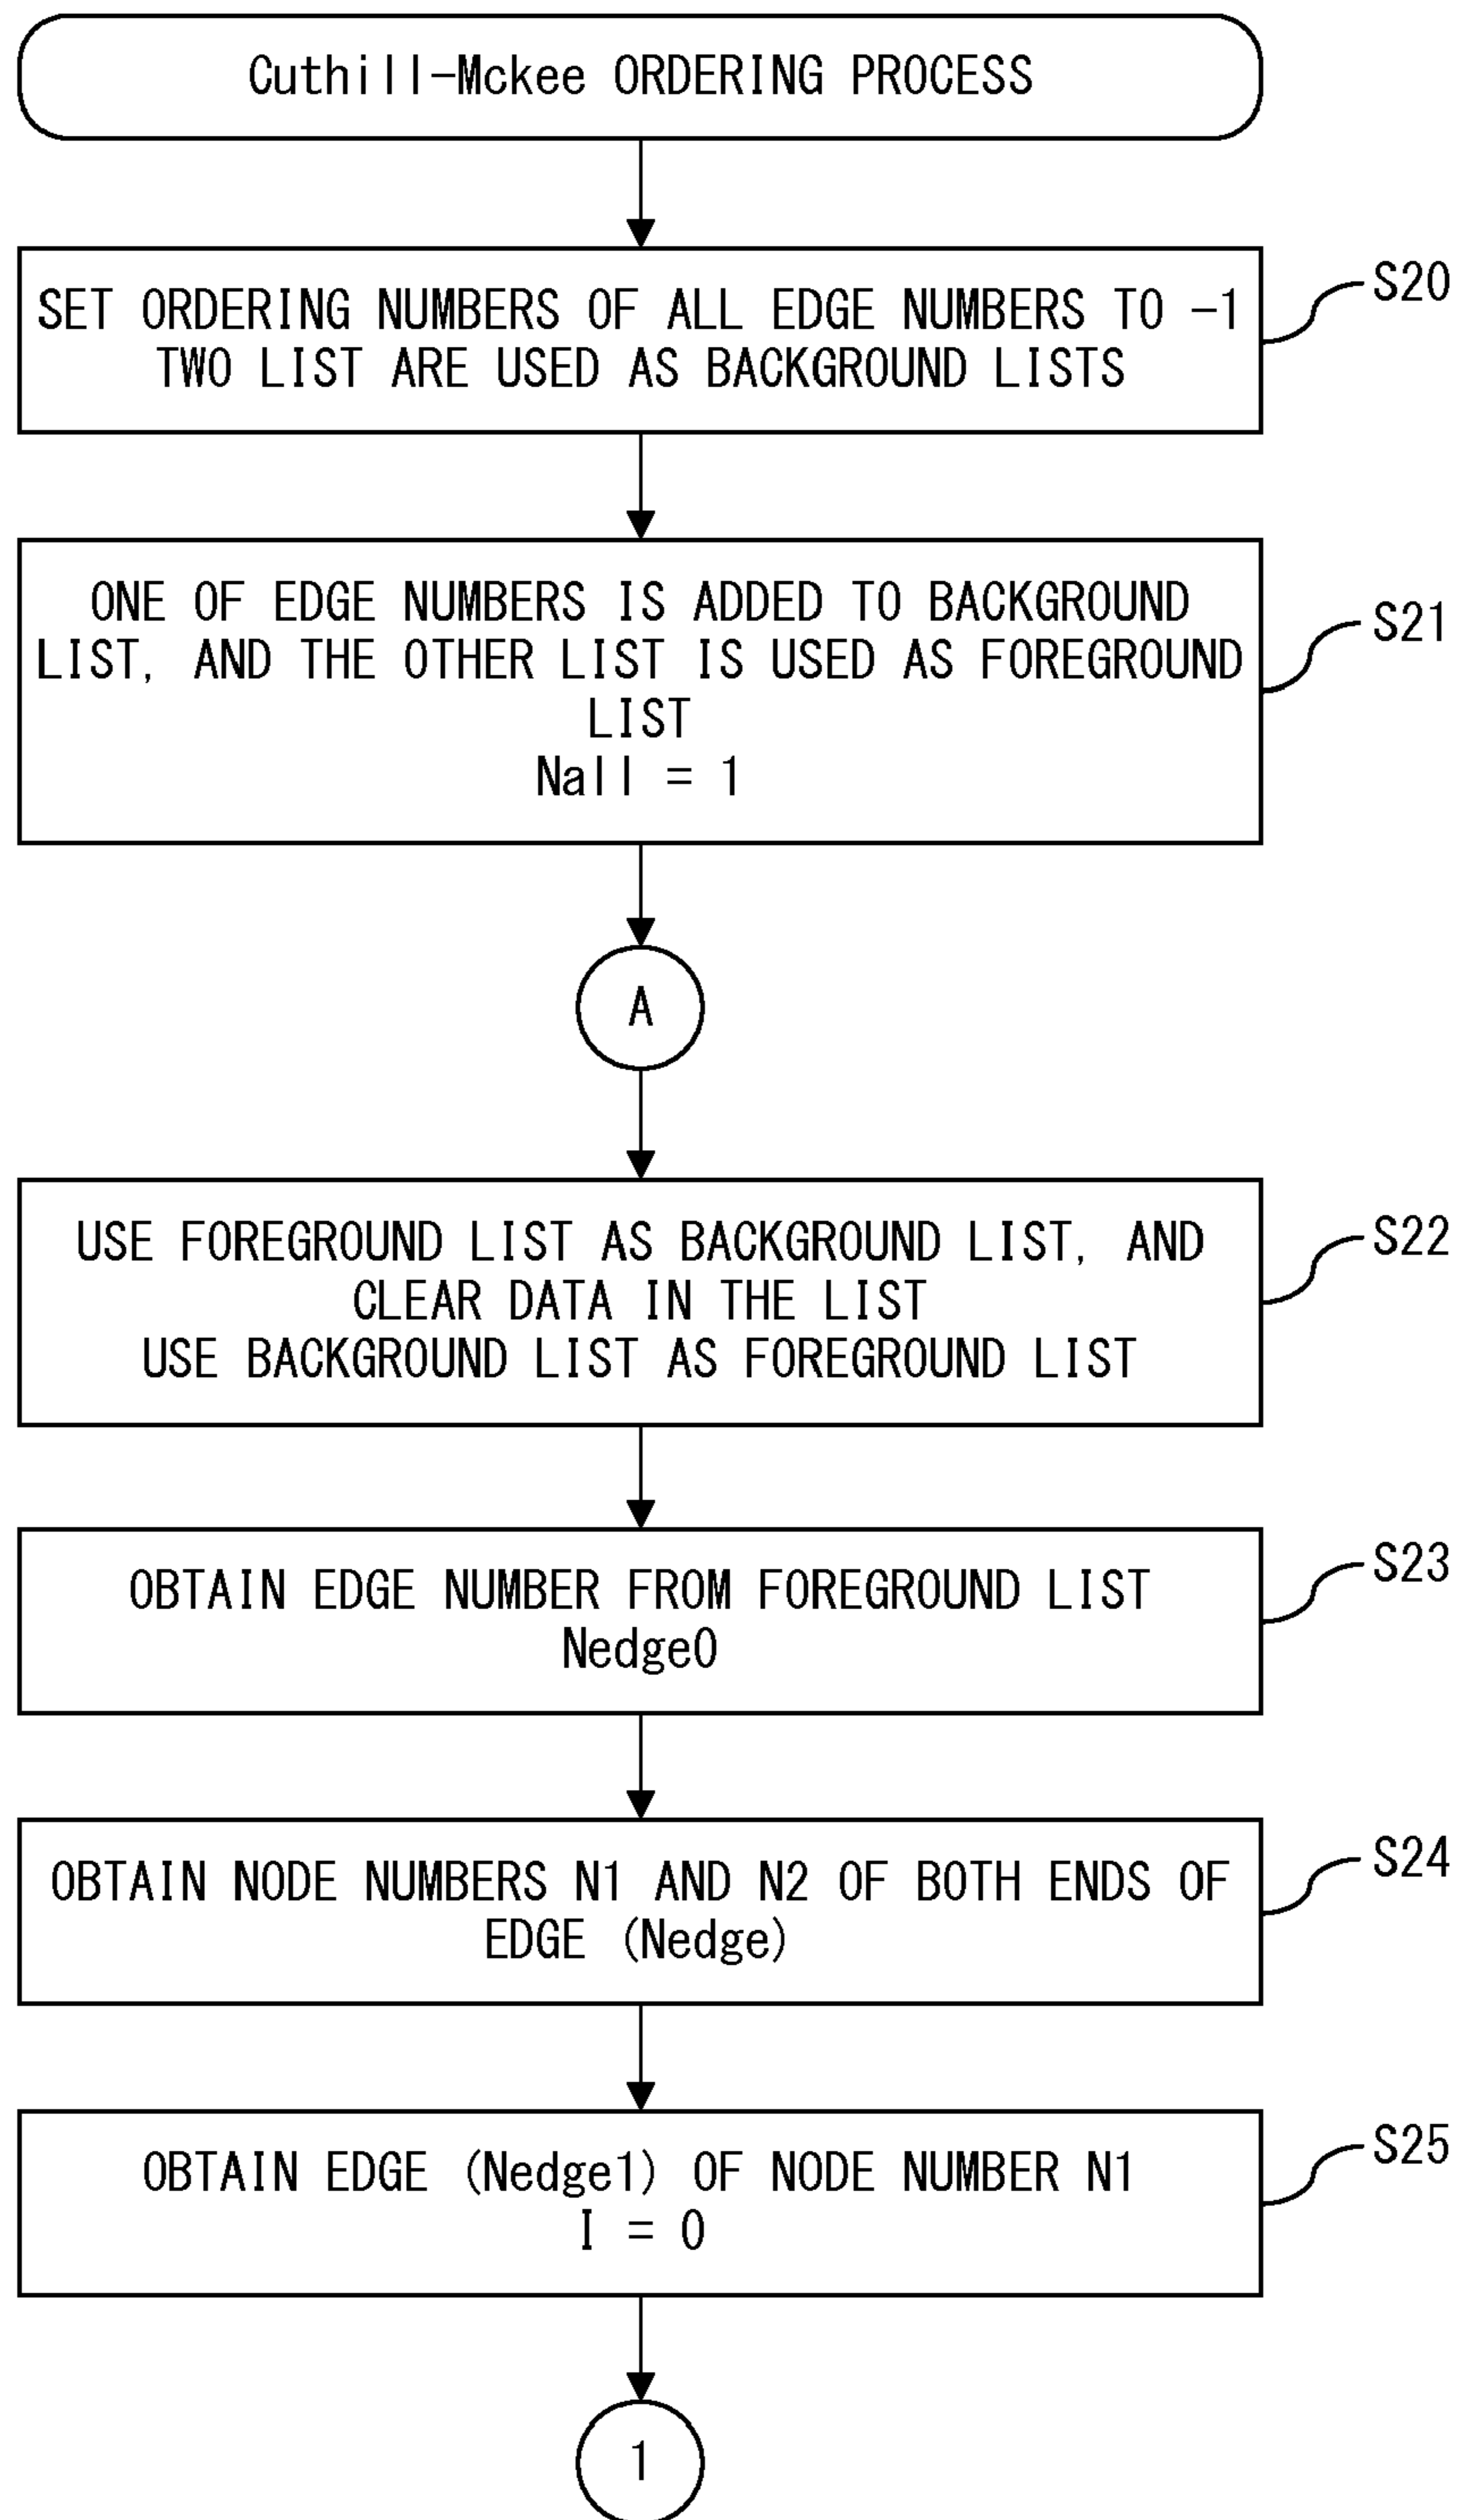 Cuthill-Mckee ORDERING PROCESS
SET ORDERING NUMBERS OF ALL EDGE NUMBERS TO -1
TWO LIST ARE USED AS BACKGROUND LISTS
S20
ONE OF EDGE NUMBERS IS ADDED TO BACKGROUND
LIST, AND THE OTHER LIST IS USED AS FOREGROUND
LIST
Nall = 1
S21
A
USE FOREGROUND LIST AS BACKGROUND LIST, AND
CLEAR DATA IN THE LIST
USE BACKGROUND LIST AS FOREGROUND LIST
S22
OBTAIN EDGE NUMBER FROM FOREGROUND LIST
Nedge0
S23
OBTAIN NODE NUMBERS N1 AND N2 OF BOTH ENDS OF
EDGE (Nedge)
S24
OBTAIN EDGE (Nedge1) OF NODE NUMBER N1
I = 0
S25
1